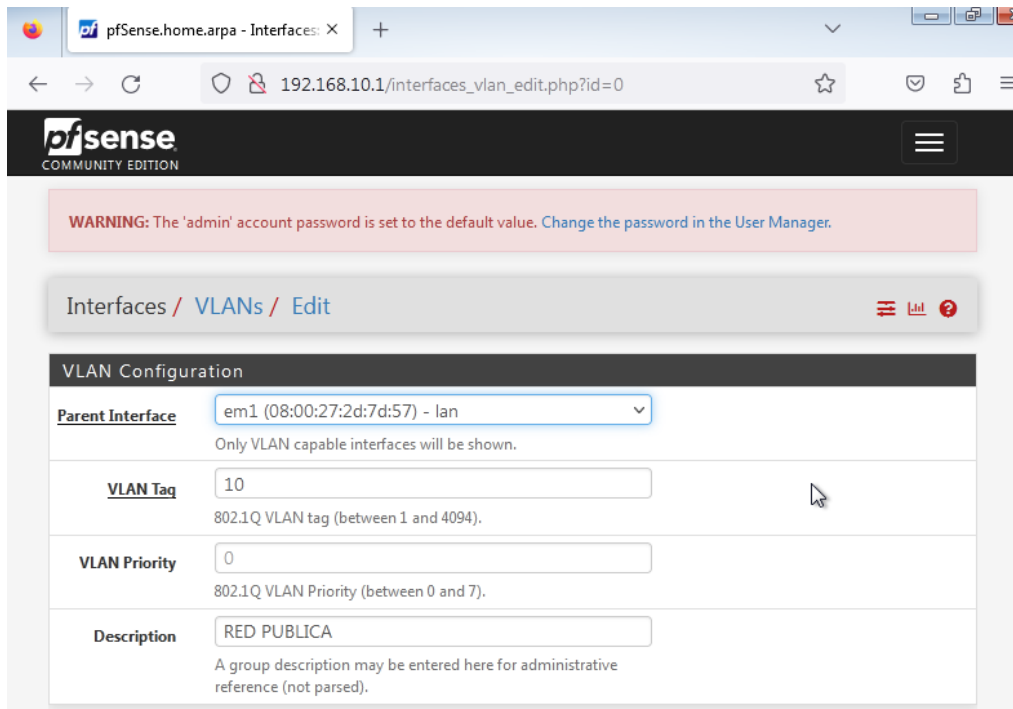 pfSense.home.arpa - Interfaces:
192.168.10.1/interfaces_vlan_edit.php?id=0
pfsense
COMMUNITY EDITION
WARNING: The 'admin' account password is set to the default value. Change the password in the User Manager.
Interfaces / VLANs / Edit
VLAN Configuration
Parent Interface
em1 (08:00:27:2d:7d:57) - lan
Only VLAN capable interfaces will be shown.
VLAN Tag
10
802.1Q VLAN tag (between 1 and 4094).
VLAN Priority
0
802.1Q VLAN Priority (between 0 and 7).
Description
RED PUBLICA
A group description may be entered here for administrative
reference (not parsed).